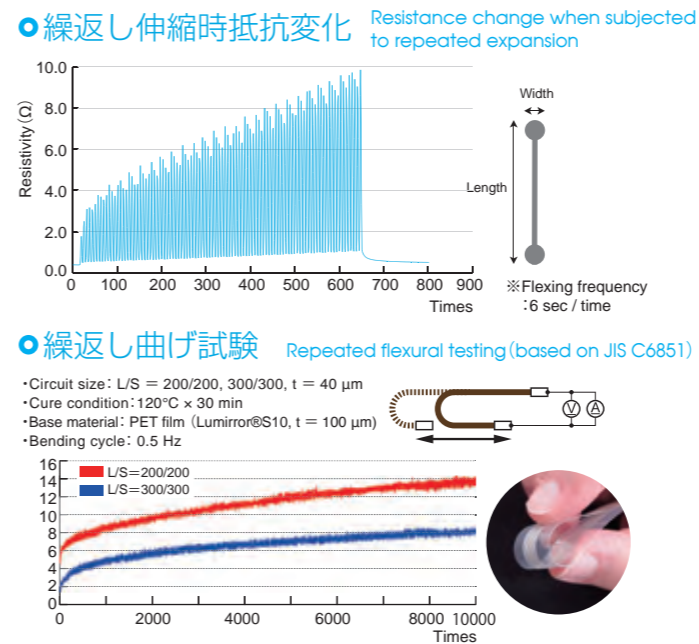 繰返し伸縮時抵抗変化 Resistance change when subjected
to repeated expansion
10.0
8.0
6.0
4.0
2.0
0.0
Resistivity (Ω)
0 100 200 300 400 500 600 700 800 900
Times
Width
Length
※Flexing frequency
:6 sec / time
繰返し曲げ試験 Repeated flexural testing (based on JIS C6851)
・Circuit size: L/S = 200/200, 300/300, t = 40 μm
・Cure condition:120°C × 30 min
・Base material: PET film (Lumirror®S10, t = 100 μm)
・Bending cycle: 0.5 Hz
V A
16
14
12
10
8
6
4
2
0
L/S=200/200
L/S=300/300
0 2000 4000 6000 8000 10000
Times